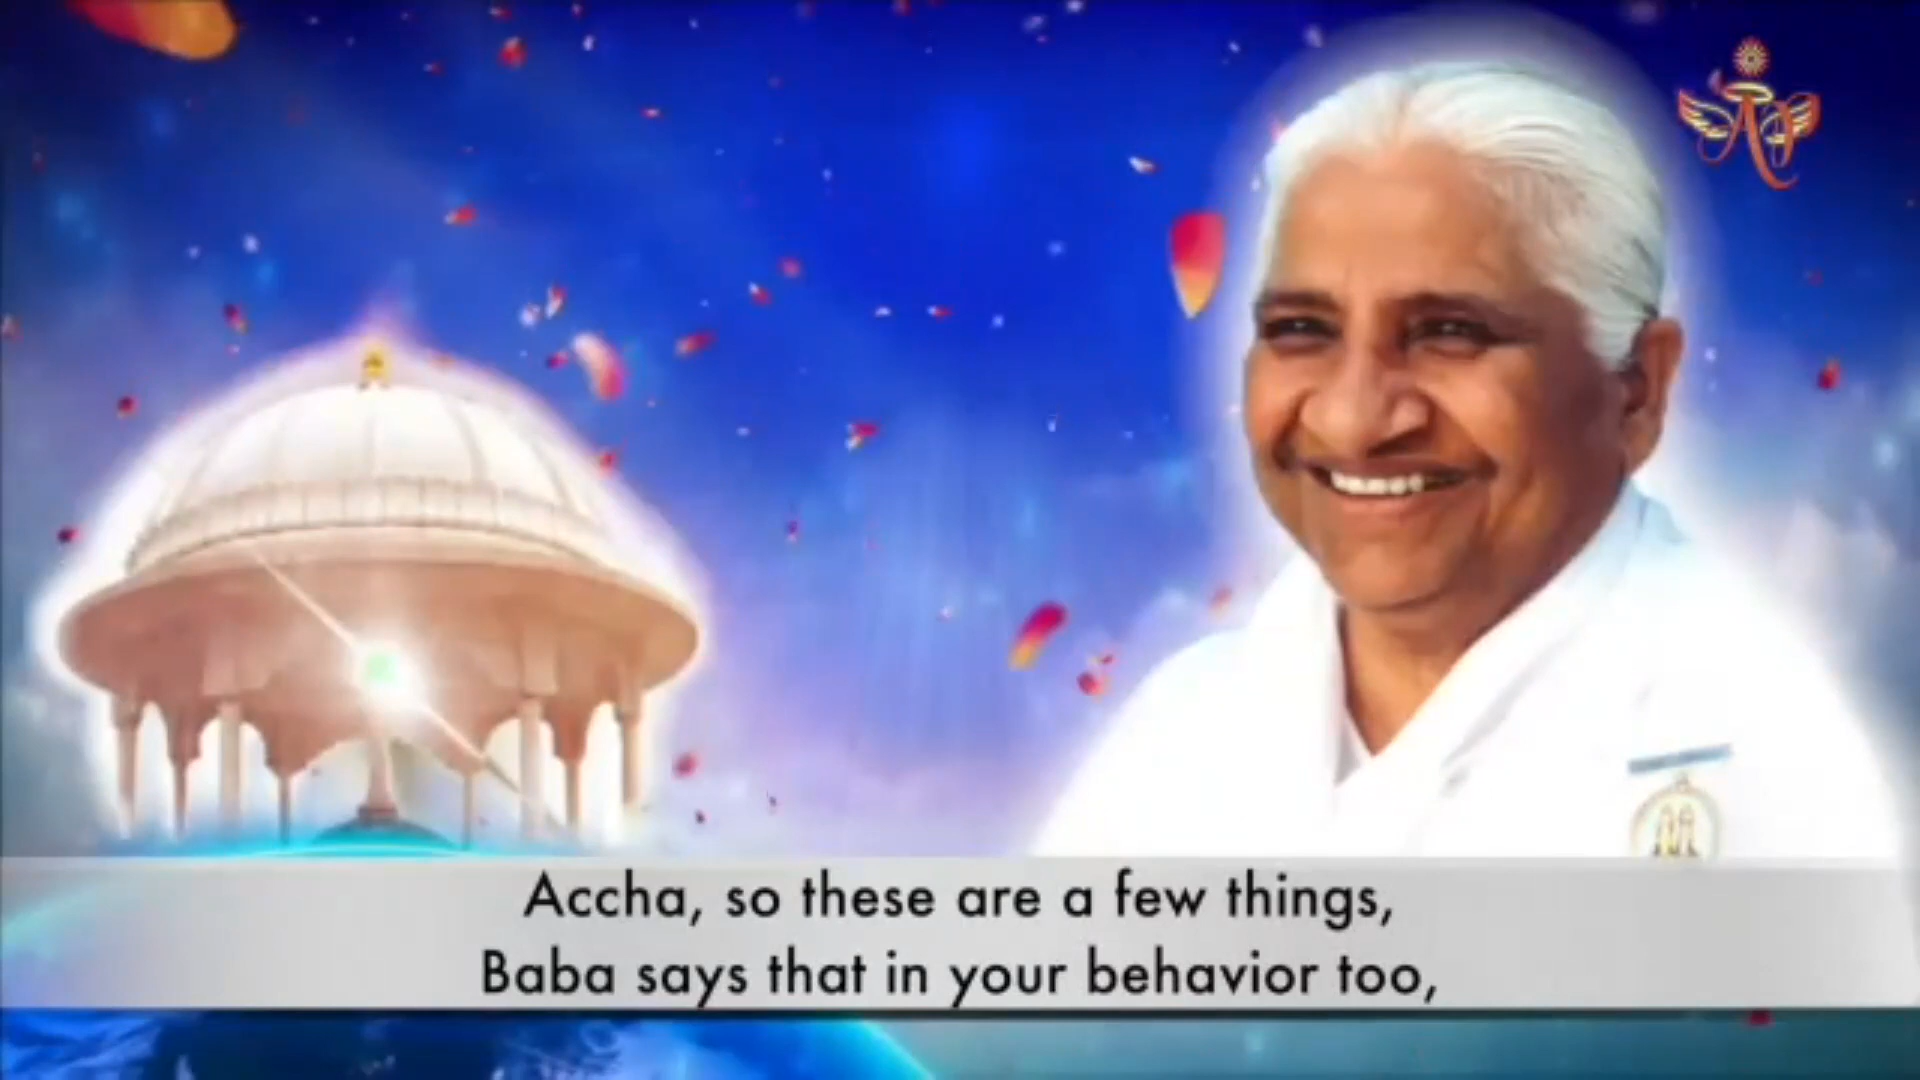 Accha, so these are a few things,
Baba says that in your behavior too,